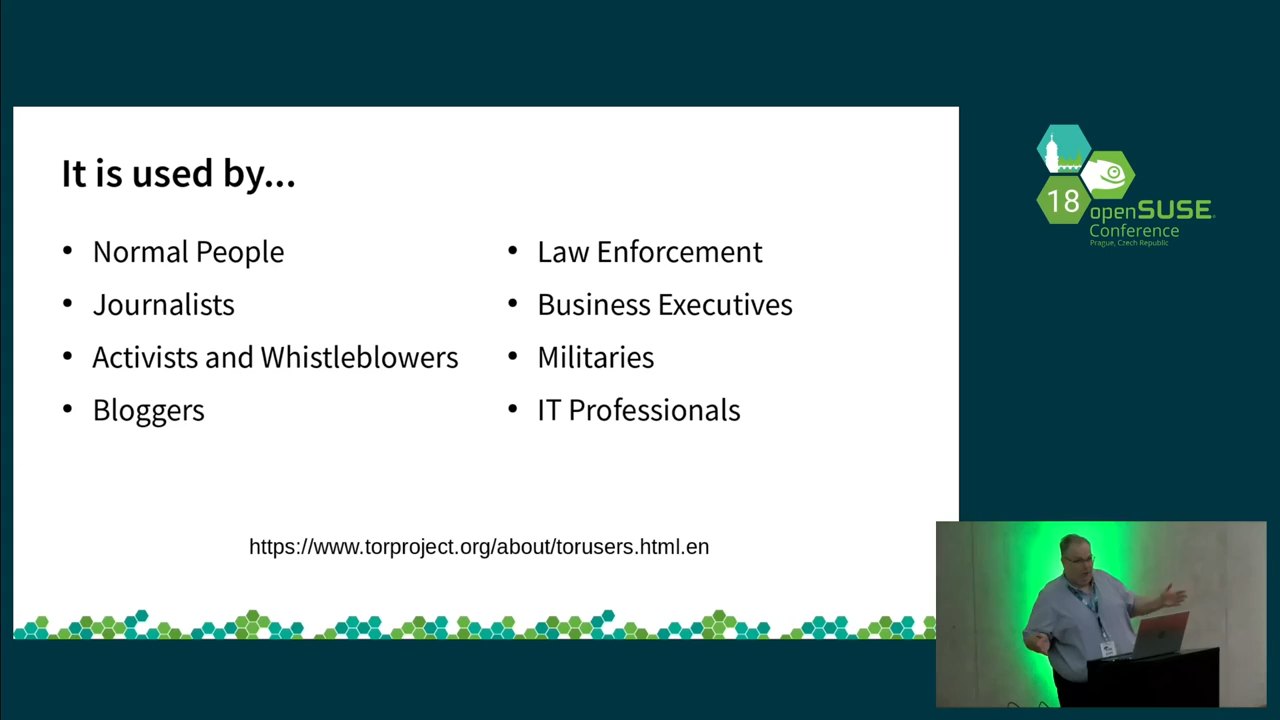 It is used by...
• Normal People
• Journalists
• Activists and Whistleblowers
• Bloggers
• Law Enforcement
• Business Executives
• Militaries
• IT Professionals
https://www.torproject.org/about/torusers.html.en
18
openSUSE
Conference
Prague, Czech Republic